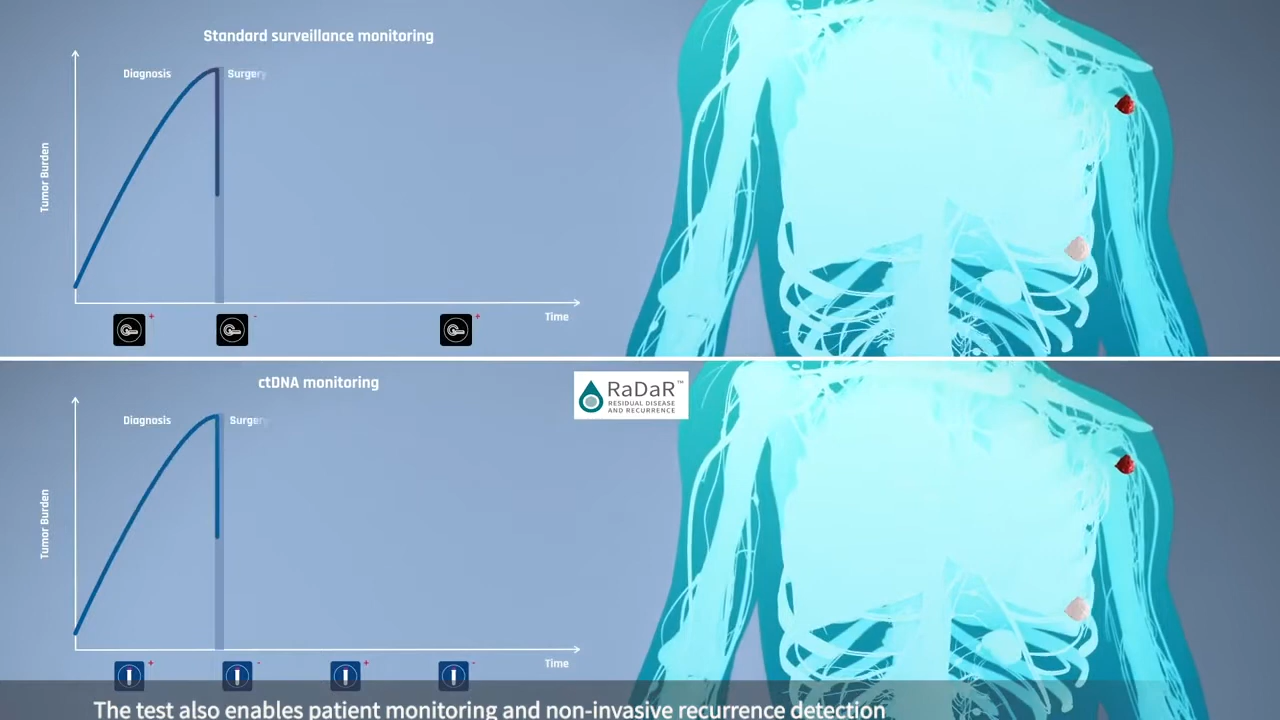 Standard surveillance monitoring
Diagnosis
Surgery
Tumor Burden
Time
+
-
+
ctDNA monitoring
RaDaR™
RESIDUAL DISEASE
AND RECURRENCE
Diagnosis
Surgery
Tumor Burden
Time
+
-
+
-
The test also enables patient monitoring and non-invasive recurrence detection